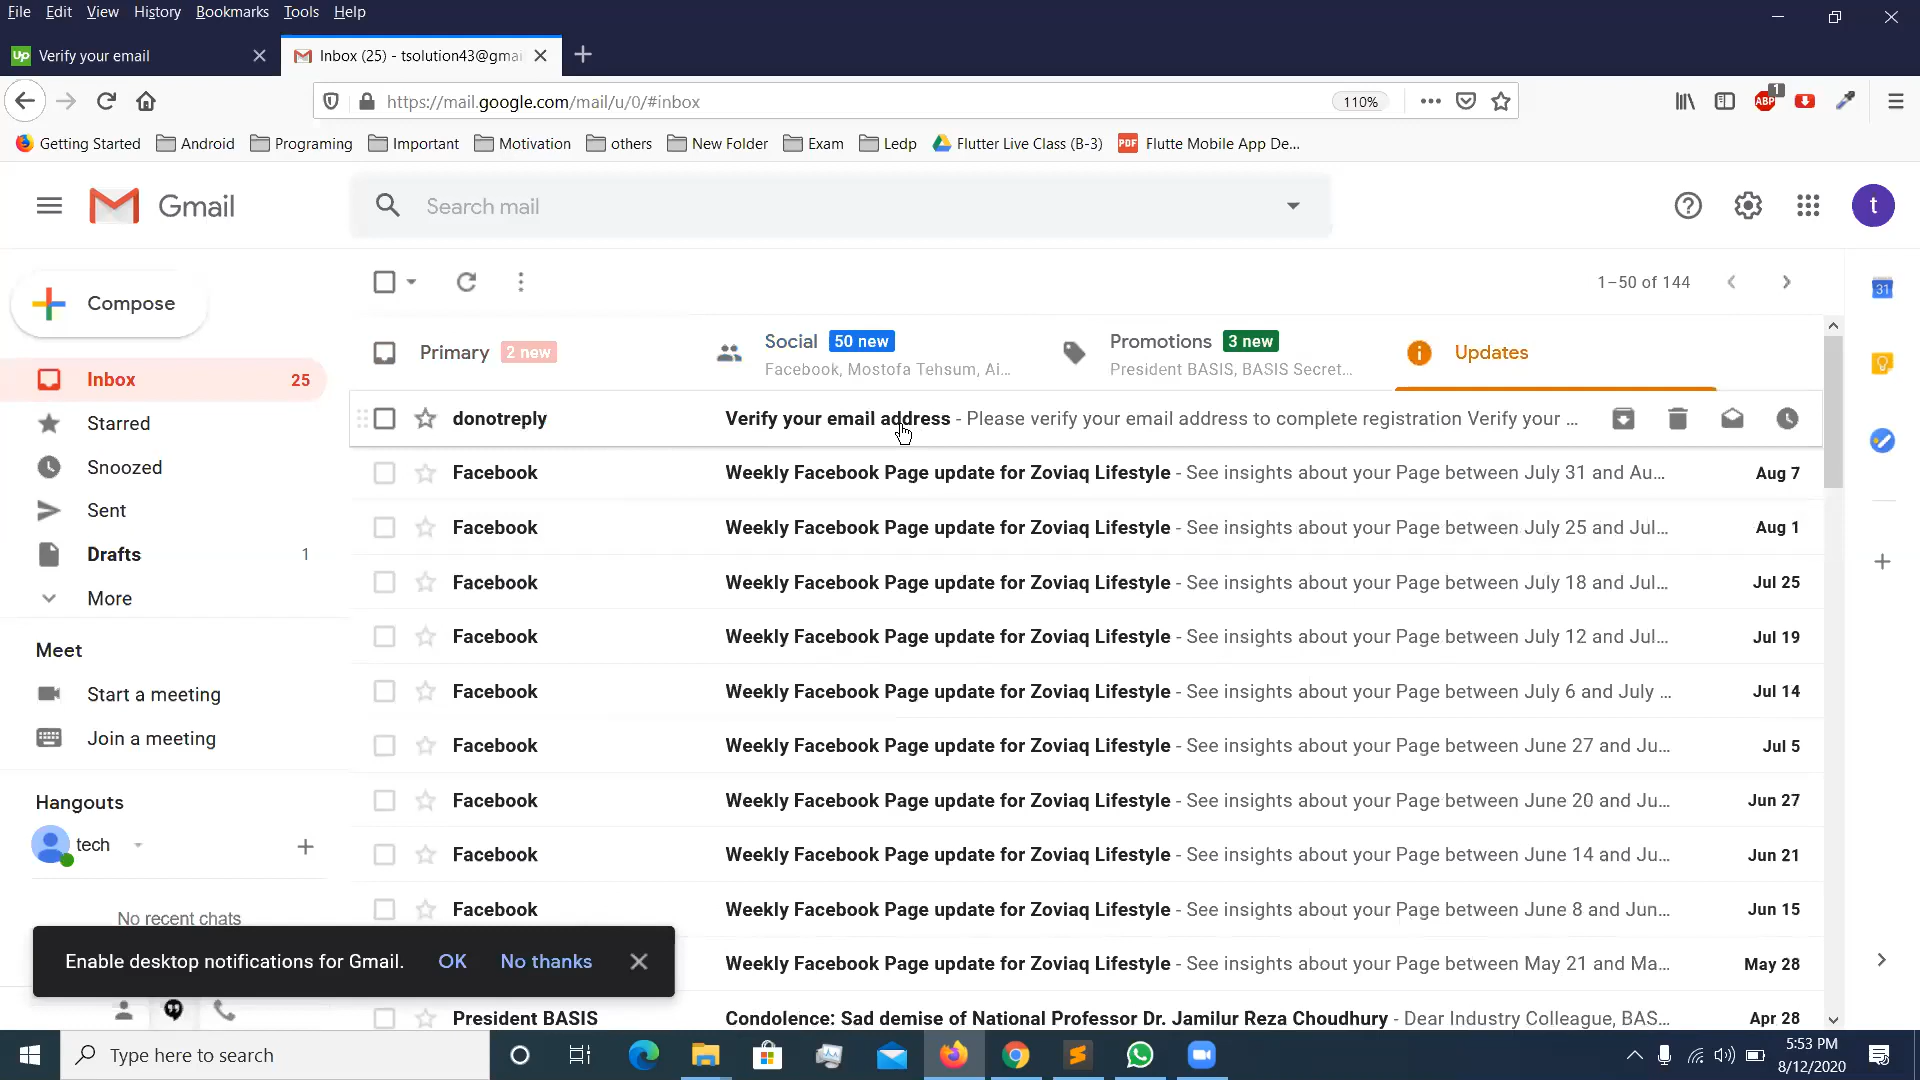 File Edit View History Bookmarks Tools Help
Up Verify your email
Inbox (25) - tsolution43@gmai
https://mail.google.com/mail/u/0/#inbox 110%
ABP 1
Getting Started Android Programing Important Motivation others New Folder Exam Ledp Flutter Live Class (B-3) PDF Flutte Mobile App De...
Gmail Search mail t
Compose 1–50 of 144 31
Primary 2 new
Social 50 new
Facebook, Mostofa Tehsum, Ai...
Promotions 3 new
President BASIS, BASIS Secret...
Updates
Inbox 25
Starred
Snoozed
Sent
Drafts 1
More
Meet
Start a meeting
Join a meeting
Hangouts
tech
No recent chats
donotreply Verify your email address - Please verify your email address to complete registration Verify your ...
Facebook Weekly Facebook Page update for Zoviaq Lifestyle - See insights about your Page between July 31 and Au... Aug 7
Facebook Weekly Facebook Page update for Zoviaq Lifestyle - See insights about your Page between July 25 and Jul... Aug 1
Facebook Weekly Facebook Page update for Zoviaq Lifestyle - See insights about your Page between July 18 and Jul... Jul 25
Facebook Weekly Facebook Page update for Zoviaq Lifestyle - See insights about your Page between July 12 and Jul... Jul 19
Facebook Weekly Facebook Page update for Zoviaq Lifestyle - See insights about your Page between July 6 and July ... Jul 14
Facebook Weekly Facebook Page update for Zoviaq Lifestyle - See insights about your Page between June 27 and Ju... Jul 5
Facebook Weekly Facebook Page update for Zoviaq Lifestyle - See insights about your Page between June 20 and Ju... Jun 27
Facebook Weekly Facebook Page update for Zoviaq Lifestyle - See insights about your Page between June 14 and Ju... Jun 21
Facebook Weekly Facebook Page update for Zoviaq Lifestyle - See insights about your Page between June 8 and Jun... Jun 15
Weekly Facebook Page update for Zoviaq Lifestyle - See insights about your Page between May 21 and Ma... May 28
President BASIS Condolence: Sad demise of National Professor Dr. Jamilur Reza Choudhury - Dear Industry Colleague, BAS... Apr 28
Enable desktop notifications for Gmail. OK No thanks
Type here to search
5:53 PM
8/12/2020